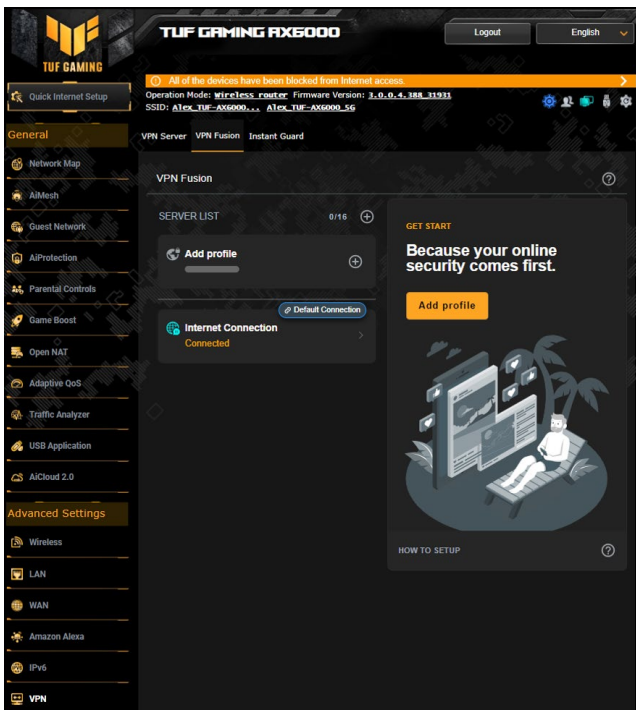 TUF GAMING
TUF GAMING AX6000
Logout
English
All of the devices have been blocked from Internet access.
Quick Internet Setup
Operation Mode: Wireless router Firmware Version: 3.0.0.4.388_31931
SSID: Alex_TUF-AX6000... Alex_TUF-AX6000_5G
General
VPN Server VPN Fusion Instant Guard
Network Map
AiMesh
Guest Network
AiProtection
Parental Controls
Game Boost
Open NAT
Adaptive QoS
Traffic Analyzer
USB Application
AiCloud 2.0
Advanced Settings
Wireless
LAN
WAN
Amazon Alexa
IPv6
VPN
VPN Fusion
SERVER LIST 0/16
Add profile
Default Connection
Internet Connection
Connected
GET START
Because your online
security comes first.
Add profile
HOW TO SETUP